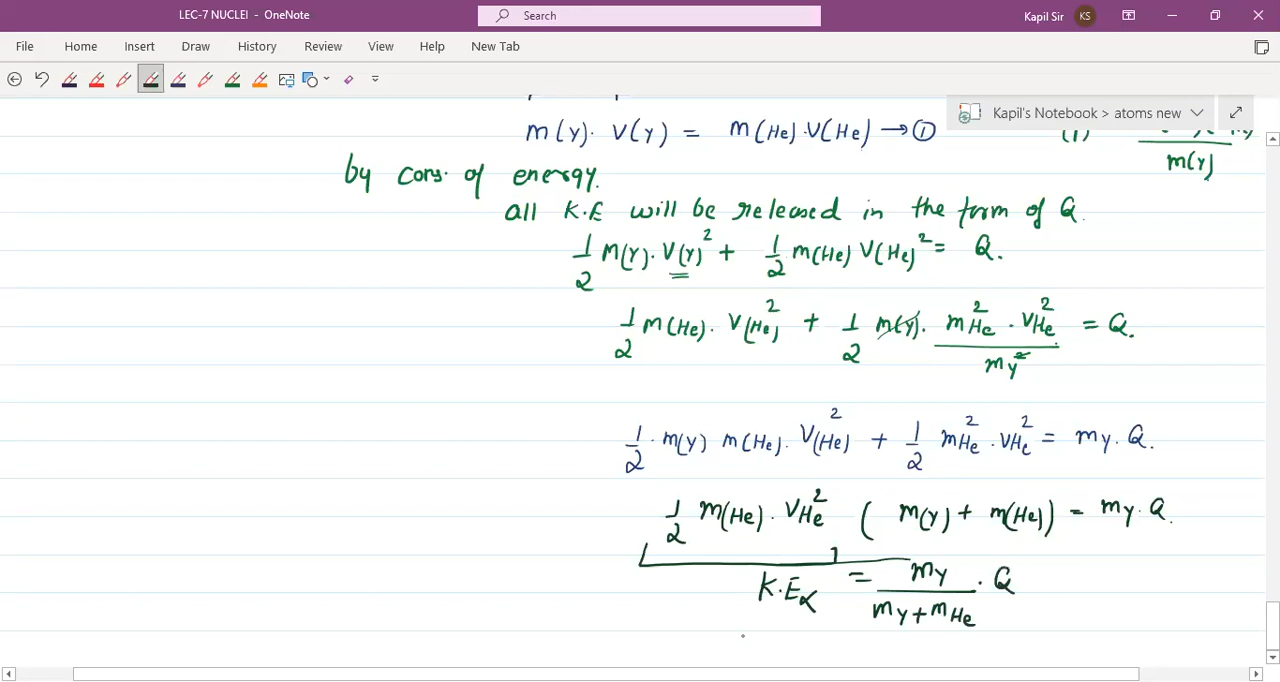 LEC-7 NUCLEI - OneNote
Search
Kapil Sir KS
File Home Insert Draw History Review View Help New Tab
Kapil's Notebook > atoms new
m(y). V(y) = m(He).V(He) → ①
(1) m(y)
by cons. of energy.
all K.E will be released in the form of Q.
1/2 m(y). V(y)² + 1/2 m(He) V(He)² = Q.
1/2 m(He). V(He)² + 1/2 m(y). m²He . V²He / my² = Q.
1/2 . m(y) m(He). V(He)² + 1/2 m²He . V²He = my. Q.
1/2 m(He). V²He ( m(y) + m(He) ) = my. Q.
K.Eα = my / my + mHe . Q